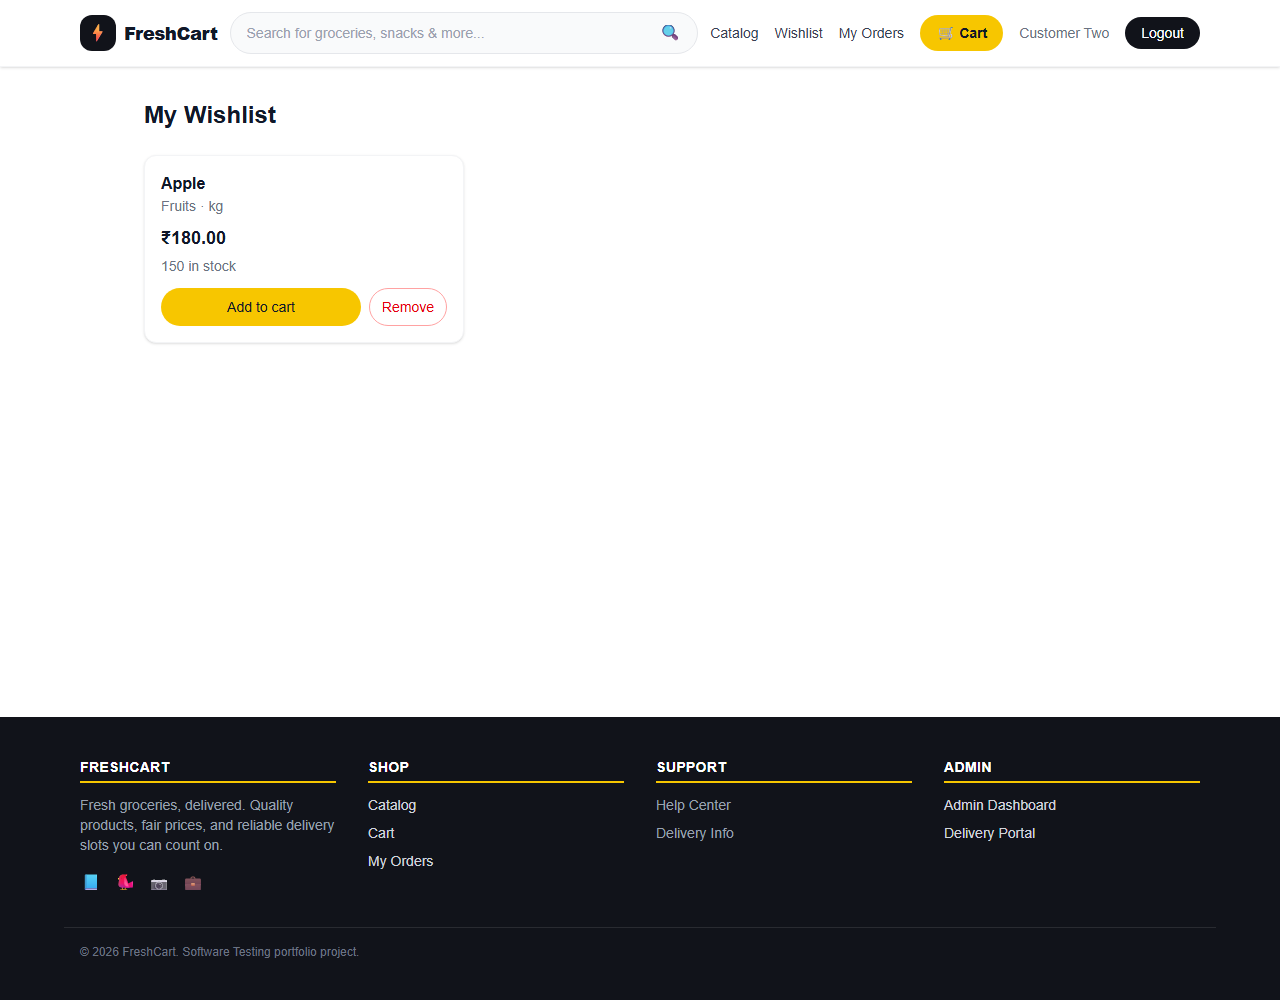 FreshCart
Search for groceries, snacks & more...
Catalog
Wishlist
My Orders
Cart
Customer Two
Logout
My Wishlist
Apple
Fruits · kg
₹180.00
150 in stock
Add to cart
Remove
FRESHCART
Fresh groceries, delivered. Quality
products, fair prices, and reliable delivery
slots you can count on.
SHOP
Catalog
Cart
My Orders
SUPPORT
Help Center
Delivery Info
ADMIN
Admin Dashboard
Delivery Portal
© 2026 FreshCart. Software Testing portfolio project.